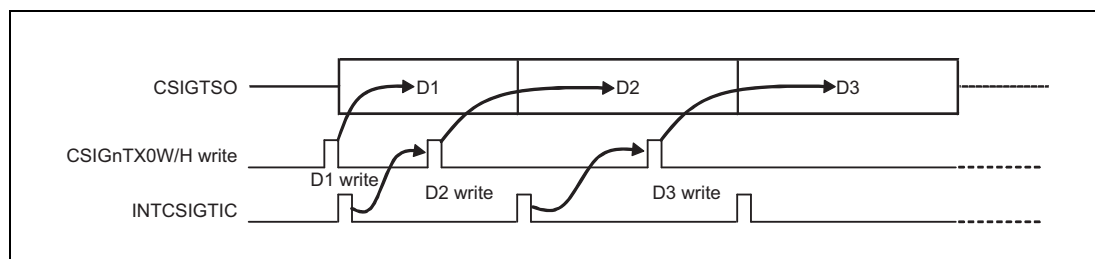 CSIGTSO
D1
D2
D3
CSIGnTX0W/H write
D1 write
D2 write
D3 write
INTCSIGTIC